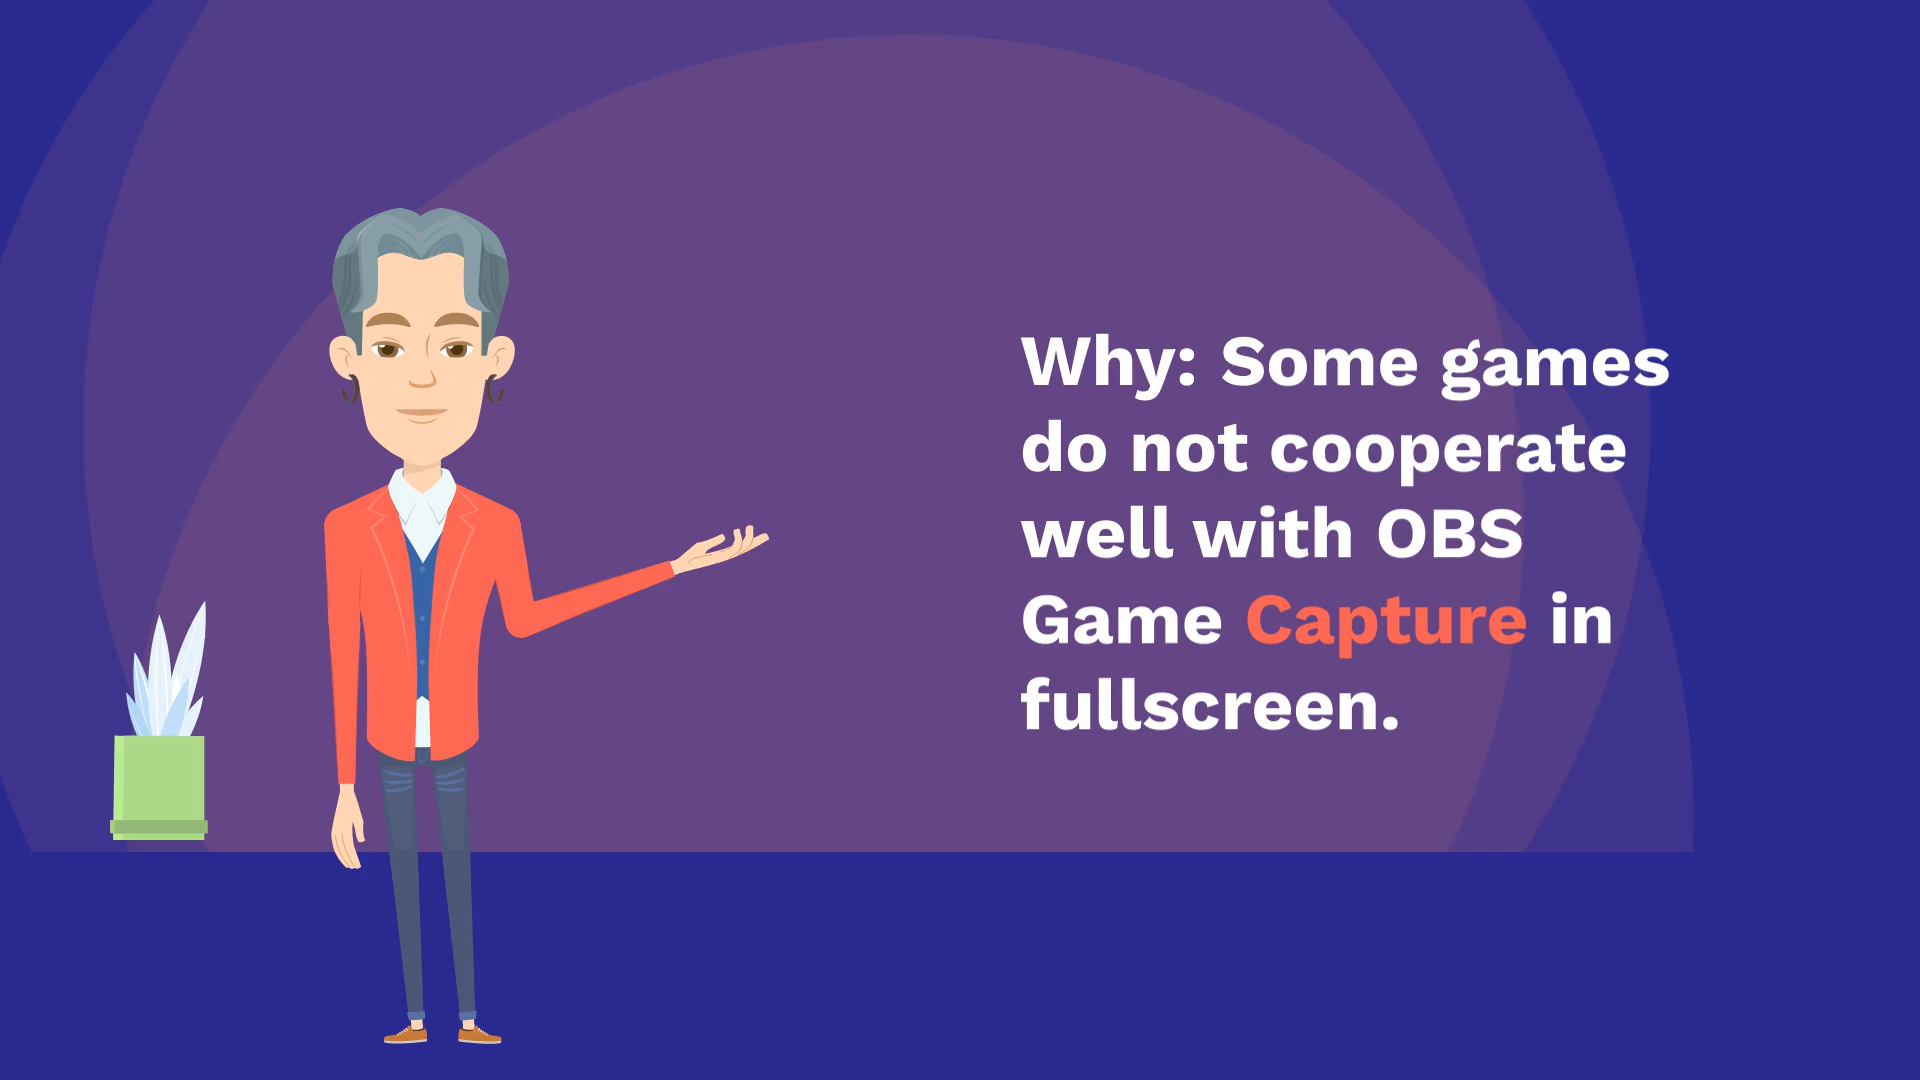 Why: Some games
do not cooperate
well with OBS
Game Capture in
fullscreen.